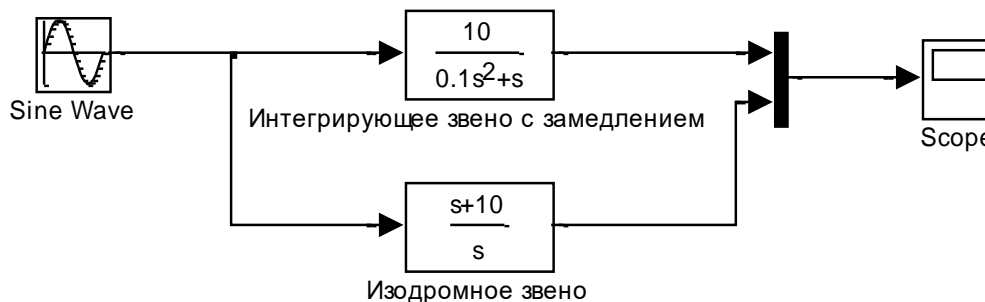 10
0.1s²+s
Sine Wave
Интегрирующее звено с замедлением
Scope
s+10
s
Изодромное звено